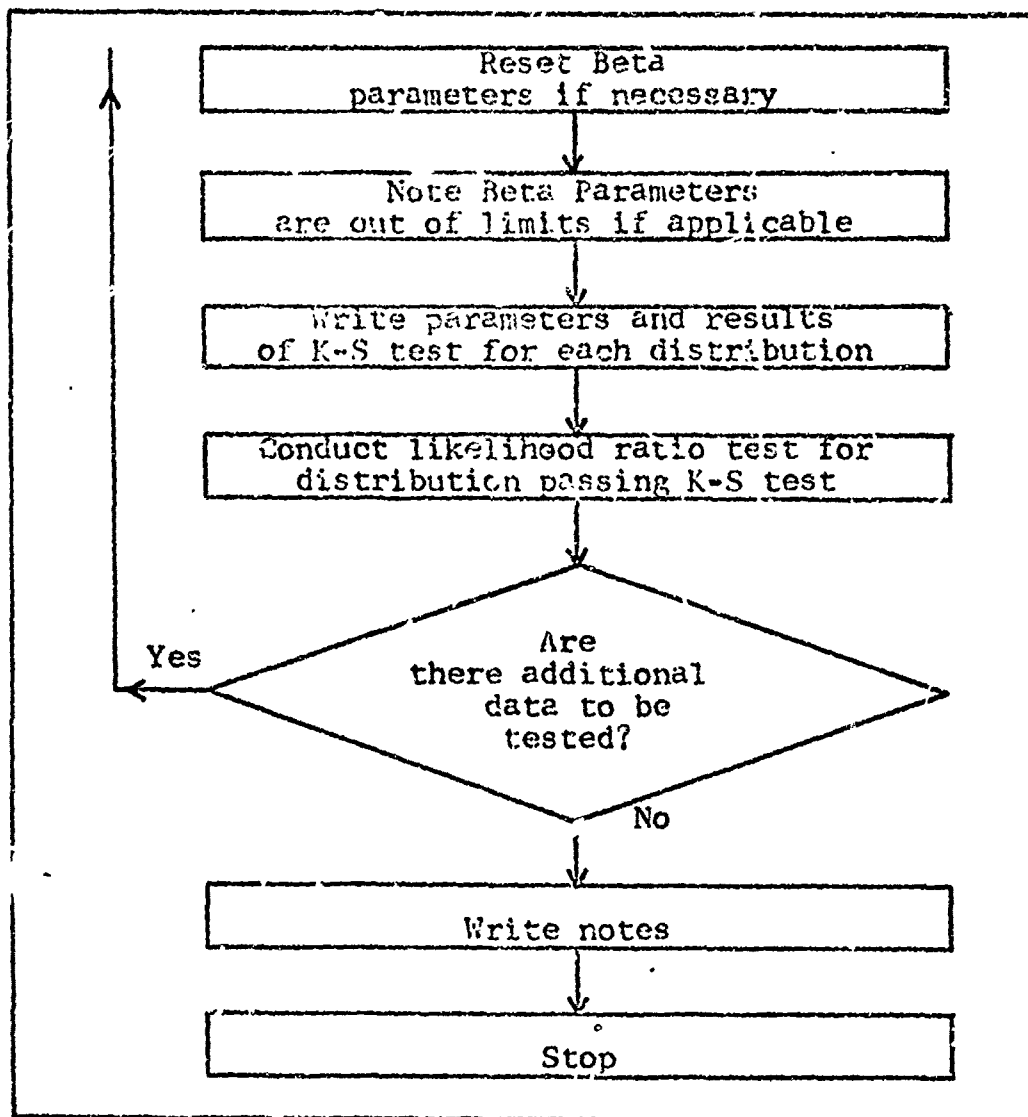 Reset Beta
parameters if necessary
Note Beta Parameters
are out of limits if applicable
Write parameters and results
of K-S test for each distribution
Conduct likelihood ratio test for
distribution passing K-S test
Are
there additional
data to be
tested?
Yes
No
Write notes
Stop